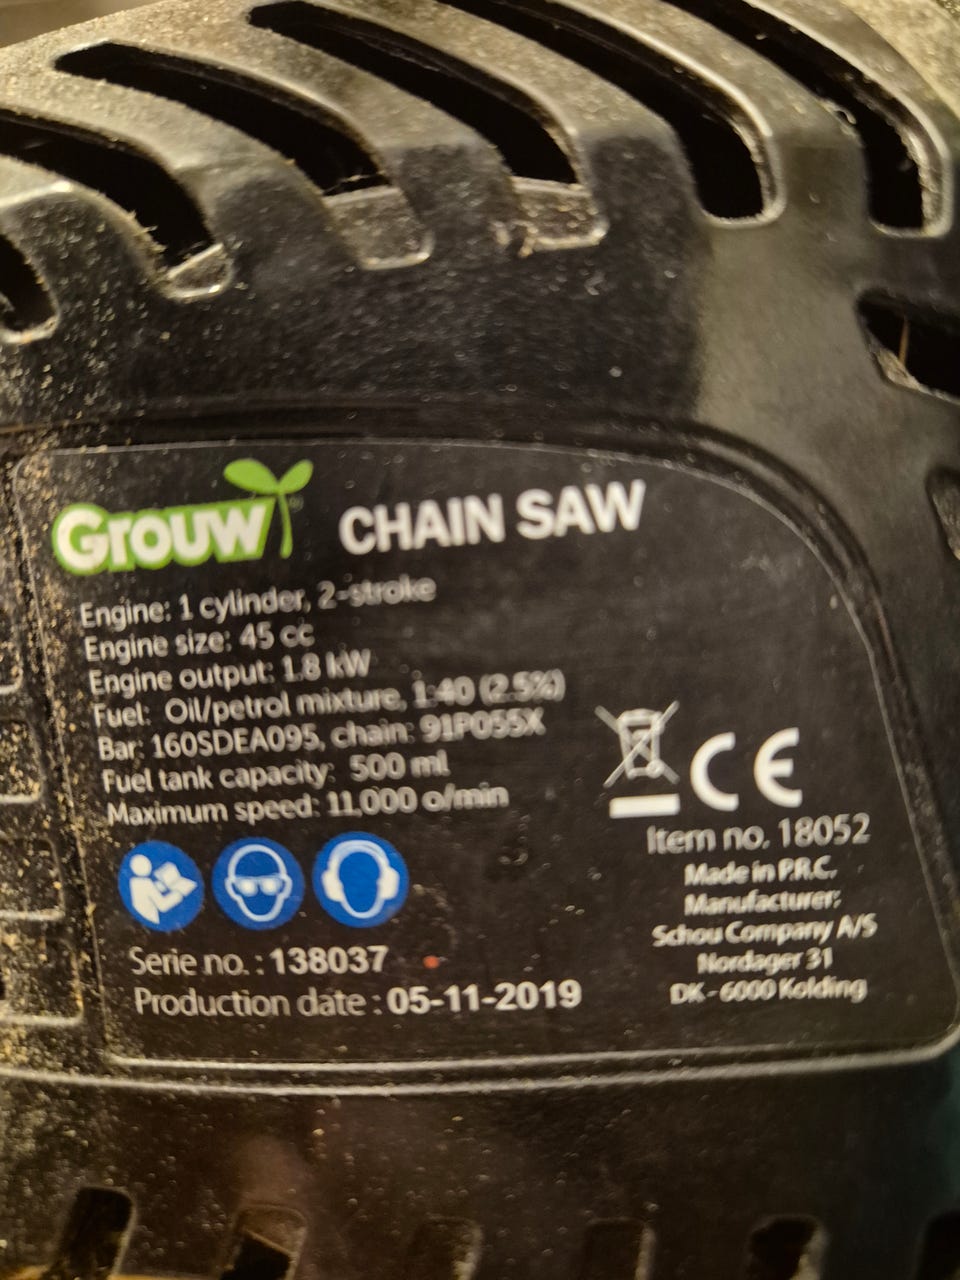 Grouw
CHAIN SAW
Engine: 1 cylinder, 2-stroke
Engine size: 45 cc
Engine output: 1.8 kW
Fuel: Oil/petrol mixture, 1:40 (2.5%)
Bar: 160SDEA095, chain: 91P055X
Fuel tank capacity: 500 ml
Maximum speed: 11,000 o/min
CE
Item no. 18052
Made in P.R.C.
Manufacturer:
Schou Company A/S
Nordager 31
DK - 6000 Kolding
Serie no. : 138037
Production date : 05-11-2019